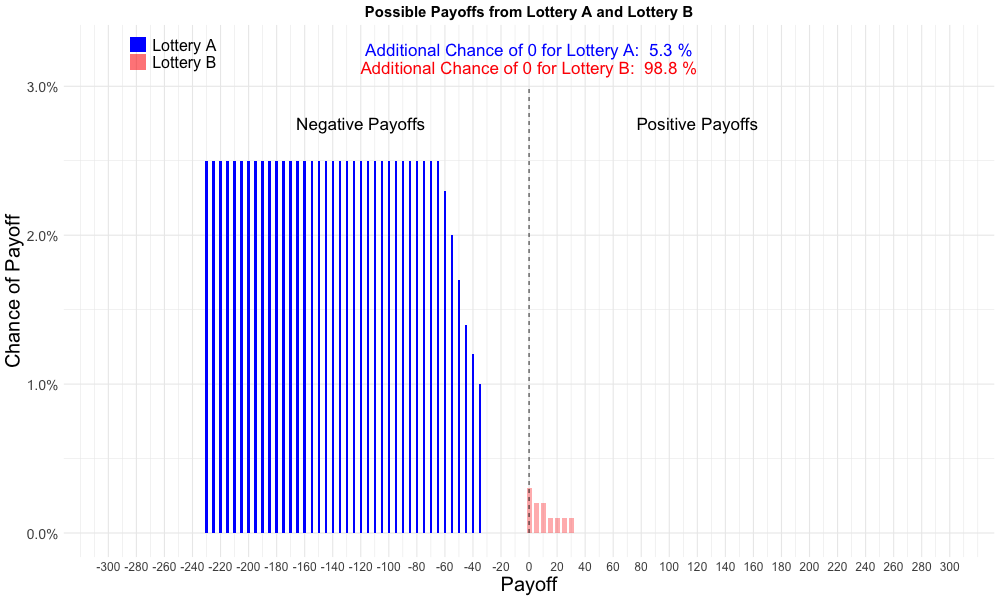 Possible Payoffs from Lottery A and Lottery B
Lottery A
Lottery B
Additional Chance of 0 for Lottery A: 5.3 %
Additional Chance of 0 for Lottery B: 98.8 %
Negative Payoffs
Positive Payoffs
Chance of Payoff
3.0%
2.0%
1.0%
0.0%
-300 -280 -260 -240 -220 -200 -180 -160 -140 -120 -100 -80 -60 -40 -20 0 20 40 60 80 100 120 140 160 180 200 220 240 260 280 300
Payoff